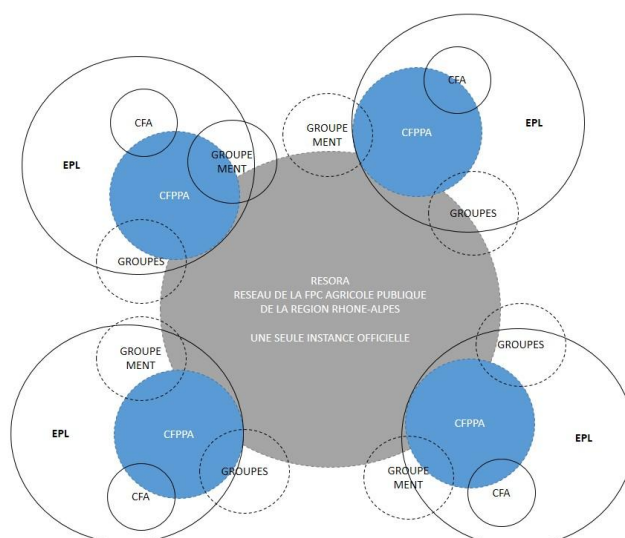 CFA
EPL
CFPPA
GROUPE
MENT
GROUPES
GROUPE
MENT
CFA
CFPPA
EPL
GROUPES
RESORA
RESEAU DE LA FPC AGRICOLE PUBLIQUE
DE LA REGION RHONE-ALPES
UNE SEULE INSTANCE OFFICIELLE
GROUPE
MENT
EPL
CFPPA
CFA
GROUPES
GROUPES
CFPPA
EPL
GROUPE
MENT
CFA